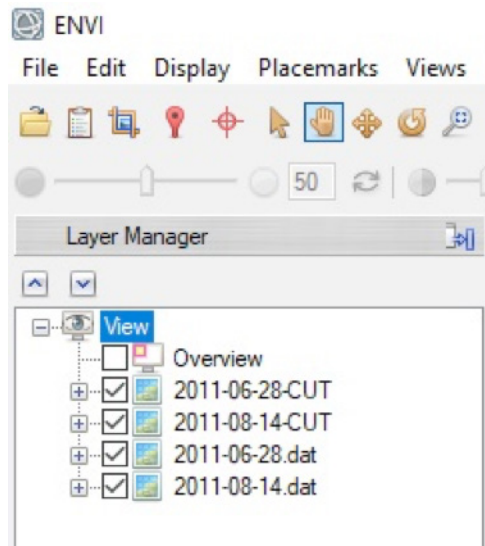 ENVI
File Edit Display Placemarks Views
50
Layer Manager
View
Overview
2011-06-28-CUT
2011-08-14-CUT
2011-06-28.dat
2011-08-14.dat